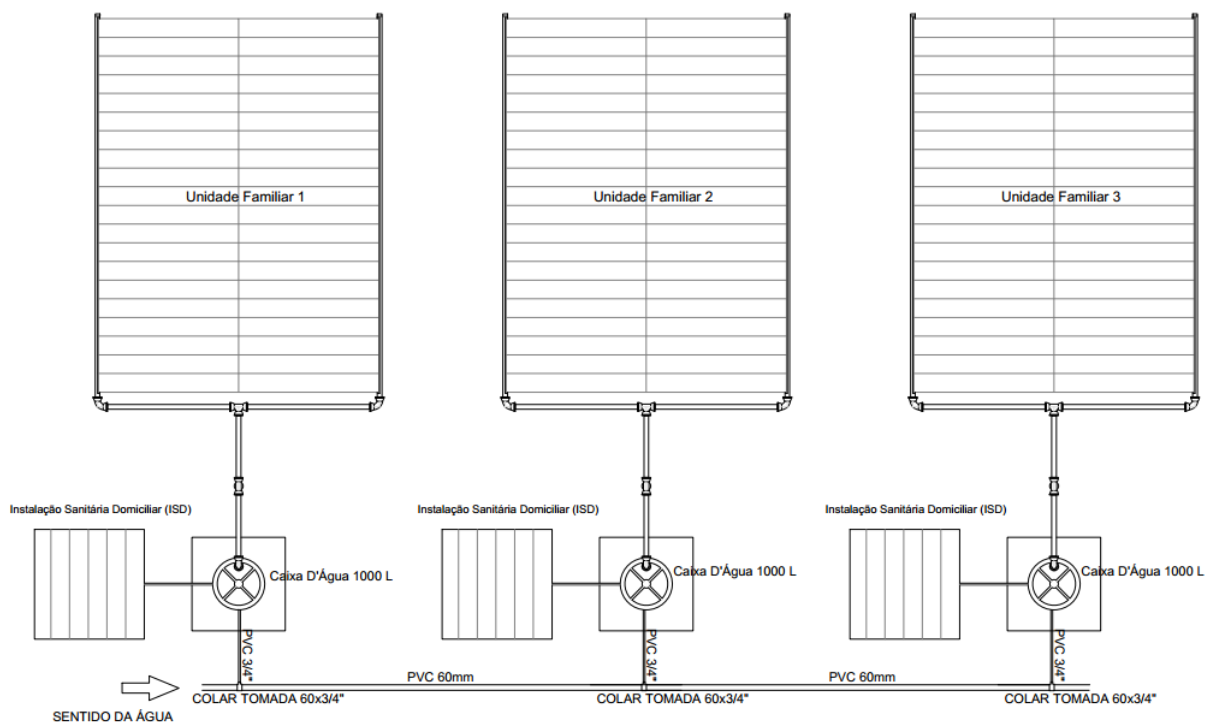 Unidade Familiar 1
Unidade Familiar 2
Unidade Familiar 3
Instalação Sanitária Domiciliar (ISD)
Instalação Sanitária Domiciliar (ISD)
Instalação Sanitária Domiciliar (ISD)
Caixa D'Água 1000 L
Caixa D'Água 1000 L
Caixa D'Água 1000 L
PVC 3/4"
PVC 3/4"
PVC 3/4"
PVC 60mm
PVC 60mm
COLAR TOMADA 60x3/4"
COLAR TOMADA 60x3/4"
COLAR TOMADA 60x3/4"
SENTIDO DA ÁGUA